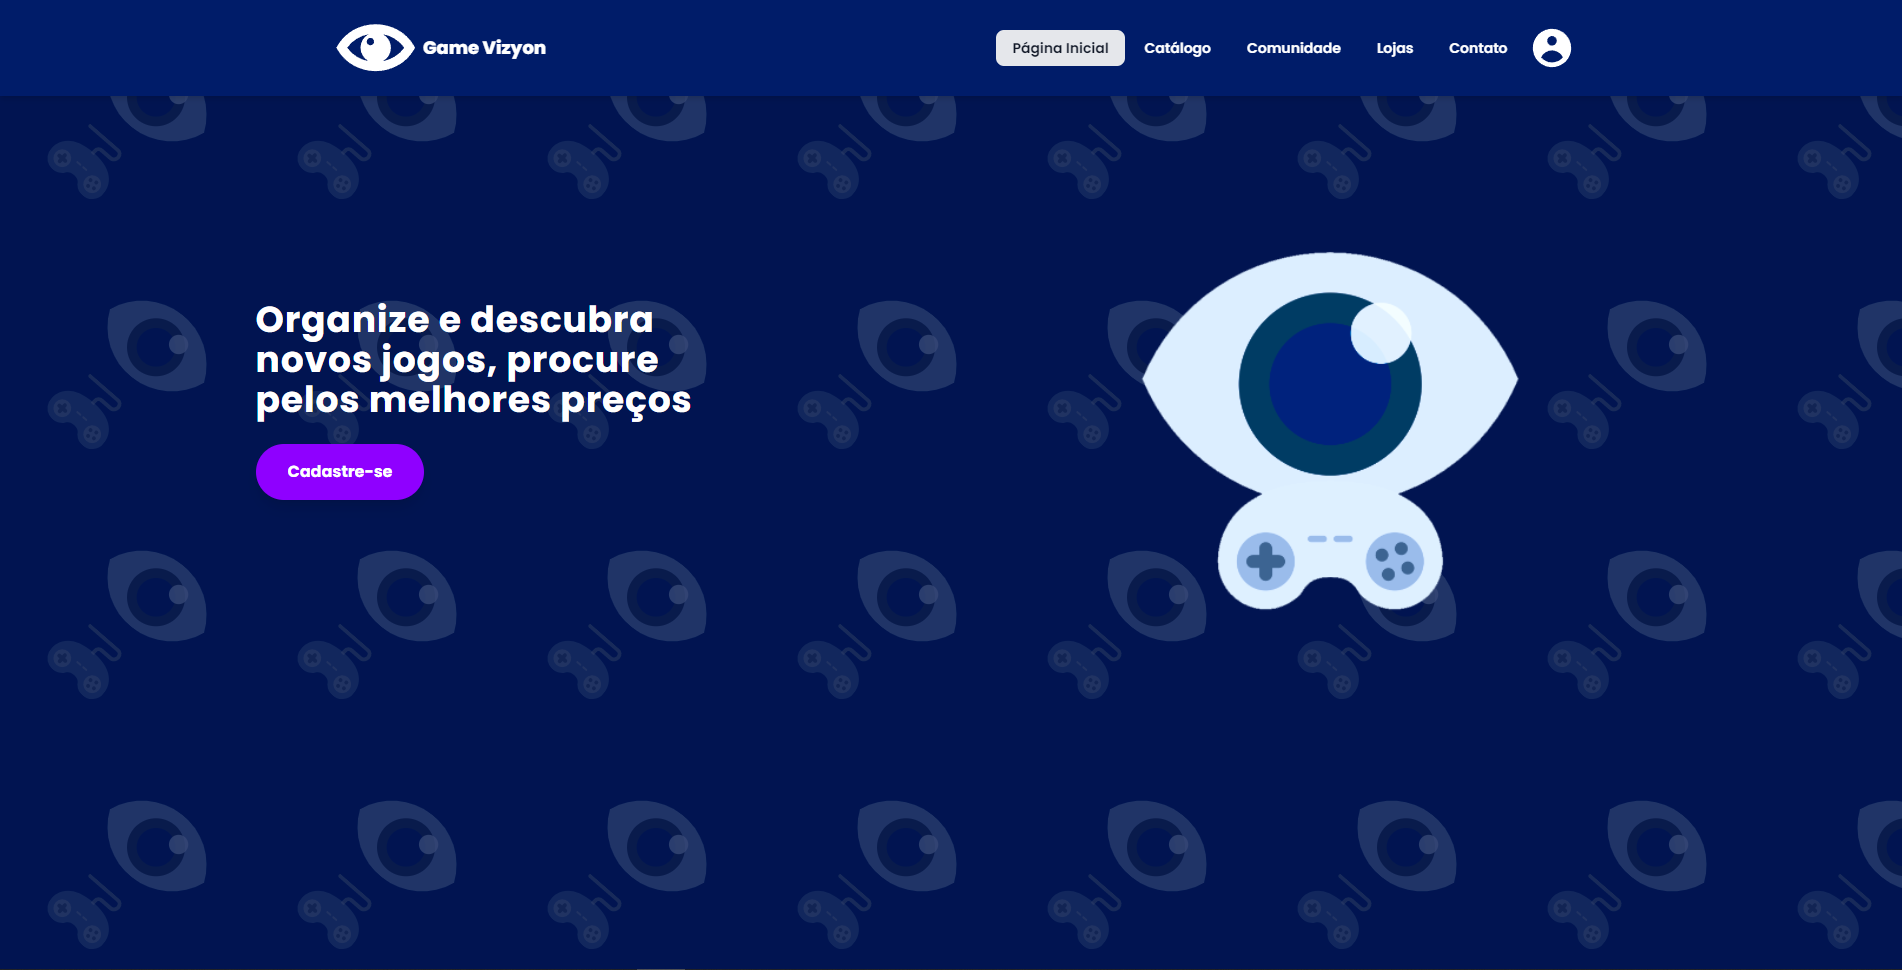 Game Vizyon
Página Inicial
Catálogo
Comunidade
Lojas
Contato
Organize e descubra
novos jogos, procure
pelos melhores preços
Cadastre-se